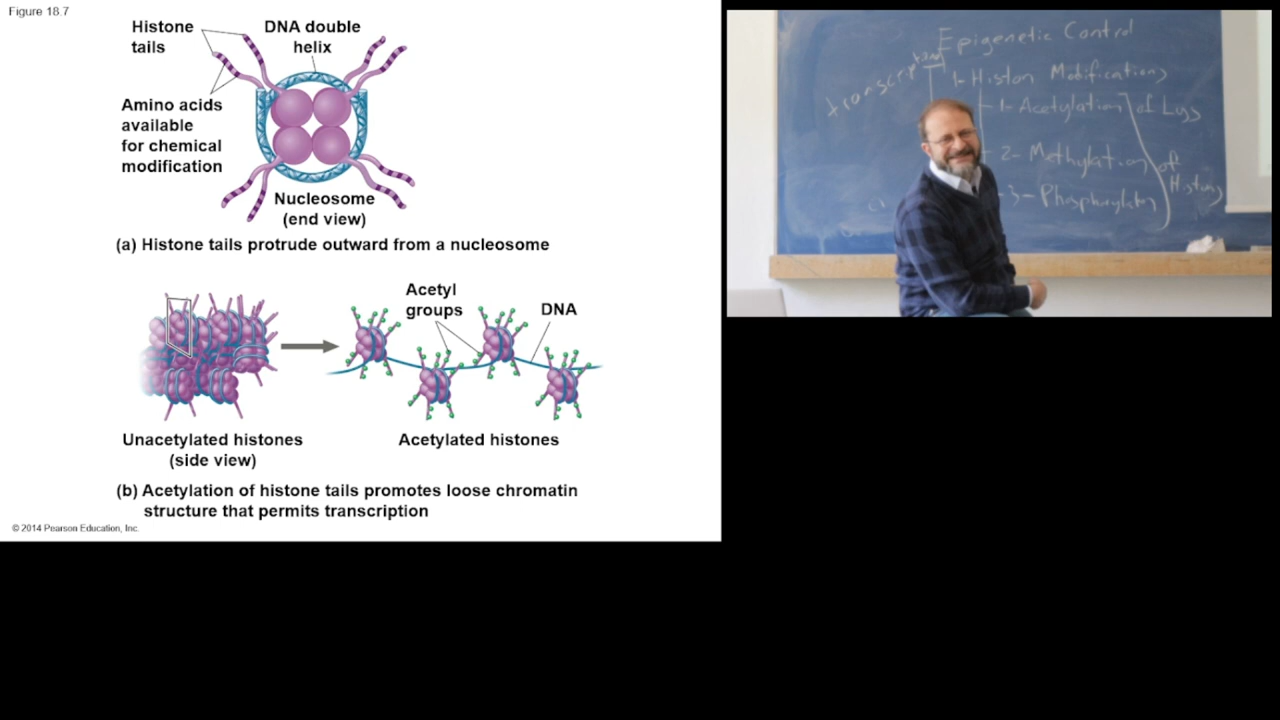 Figure 18.7
Histone
tails
DNA double
helix
Amino acids
available
for chemical
modification
Nucleosome
(end view)
(a) Histone tails protrude outward from a nucleosome
Acetyl
groups
DNA
Unacetylated histones
(side view)
Acetylated histones
(b) Acetylation of histone tails promotes loose chromatin
structure that permits transcription
© 2014 Pearson Education, Inc.
Epigenetic Control
1- Histon Modifications
1- Acetylation of Lys
2- Methylation of
3- Phosphorylation